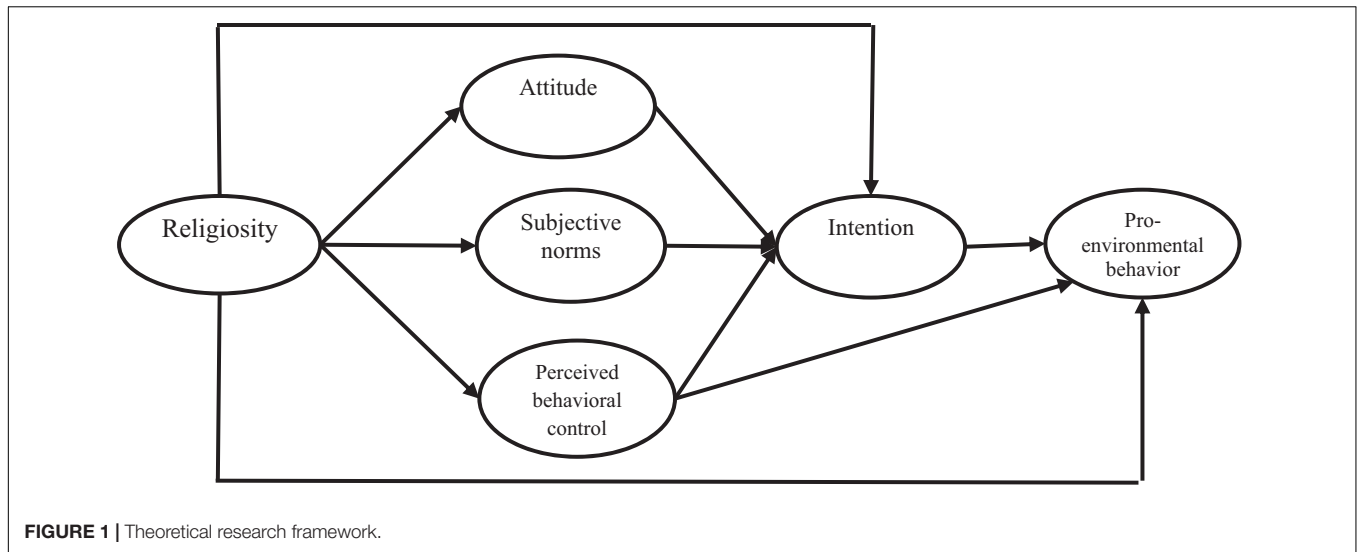 Attitude
Religiosity
Subjective
norms
Intention
Pro-
environmental
behavior
Perceived
behavioral
control
FIGURE 1 | Theoretical research framework.